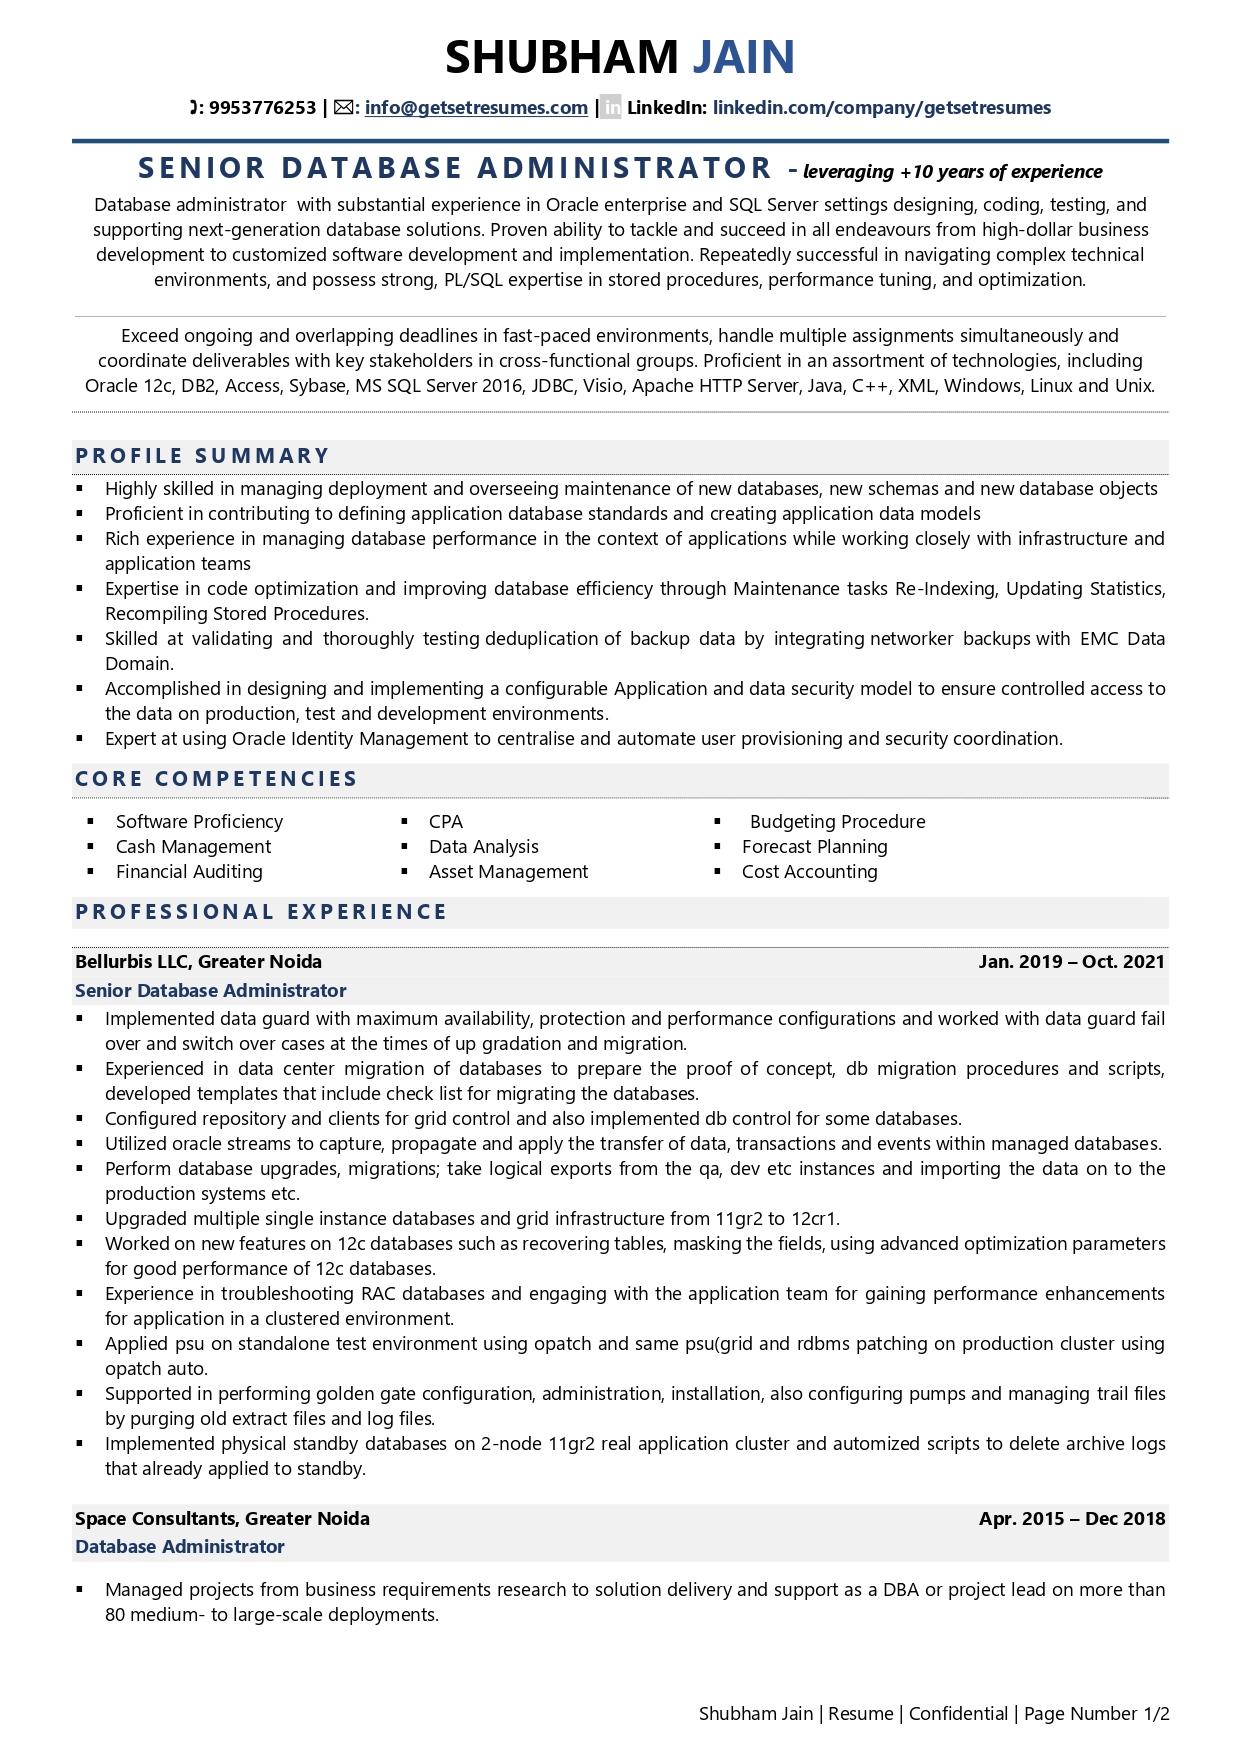 SHUBHAM JAIN
: 9953776253 | ✉: info@getsetresumes.com | in LinkedIn: linkedin.com/company/getsetresumes
SENIOR DATABASE ADMINISTRATOR - leveraging +10 years of experience
Database administrator with substantial experience in Oracle enterprise and SQL Server settings designing, coding, testing, and
supporting next-generation database solutions. Proven ability to tackle and succeed in all endeavours from high-dollar business
development to customized software development and implementation. Repeatedly successful in navigating complex technical
environments, and possess strong, PL/SQL expertise in stored procedures, performance tuning, and optimization.
Exceed ongoing and overlapping deadlines in fast-paced environments, handle multiple assignments simultaneously and
coordinate deliverables with key stakeholders in cross-functional groups. Proficient in an assortment of technologies, including
Oracle 12c, DB2, Access, Sybase, MS SQL Server 2016, JDBC, Visio, Apache HTTP Server, Java, C++, XML, Windows, Linux and Unix.
PROFILE SUMMARY
▪ Highly skilled in managing deployment and overseeing maintenance of new databases, new schemas and new database objects
▪ Proficient in contributing to defining application database standards and creating application data models
▪ Rich experience in managing database performance in the context of applications while working closely with infrastructure and
application teams
▪ Expertise in code optimization and improving database efficiency through Maintenance tasks Re-Indexing, Updating Statistics,
Recompiling Stored Procedures.
▪ Skilled at validating and thoroughly testing deduplication of backup data by integrating networker backups with EMC Data
Domain.
▪ Accomplished in designing and implementing a configurable Application and data security model to ensure controlled access to
the data on production, test and development environments.
▪ Expert at using Oracle Identity Management to centralise and automate user provisioning and security coordination.
CORE COMPETENCIES
▪ Software Proficiency ▪ CPA ▪ Budgeting Procedure
▪ Cash Management ▪ Data Analysis ▪ Forecast Planning
▪ Financial Auditing ▪ Asset Management ▪ Cost Accounting
PROFESSIONAL EXPERIENCE
Bellurbis LLC, Greater Noida Jan. 2019 – Oct. 2021
Senior Database Administrator
▪ Implemented data guard with maximum availability, protection and performance configurations and worked with data guard fail
over and switch over cases at the times of up gradation and migration.
▪ Experienced in data center migration of databases to prepare the proof of concept, db migration procedures and scripts,
developed templates that include check list for migrating the databases.
▪ Configured repository and clients for grid control and also implemented db control for some databases.
▪ Utilized oracle streams to capture, propagate and apply the transfer of data, transactions and events within managed databases.
▪ Perform database upgrades, migrations; take logical exports from the qa, dev etc instances and importing the data on to the
production systems etc.
▪ Upgraded multiple single instance databases and grid infrastructure from 11gr2 to 12cr1.
▪ Worked on new features on 12c databases such as recovering tables, masking the fields, using advanced optimization parameters
for good performance of 12c databases.
▪ Experience in troubleshooting RAC databases and engaging with the application team for gaining performance enhancements
for application in a clustered environment.
▪ Applied psu on standalone test environment using opatch and same psu(grid and rdbms patching on production cluster using
opatch auto.
▪ Supported in performing golden gate configuration, administration, installation, also configuring pumps and managing trail files
by purging old extract files and log files.
▪ Implemented physical standby databases on 2-node 11gr2 real application cluster and automized scripts to delete archive logs
that already applied to standby.
Space Consultants, Greater Noida Apr. 2015 – Dec 2018
Database Administrator
▪ Managed projects from business requirements research to solution delivery and support as a DBA or project lead on more than
80 medium- to large-scale deployments.
Shubham Jain | Resume | Confidential | Page Number 1/2